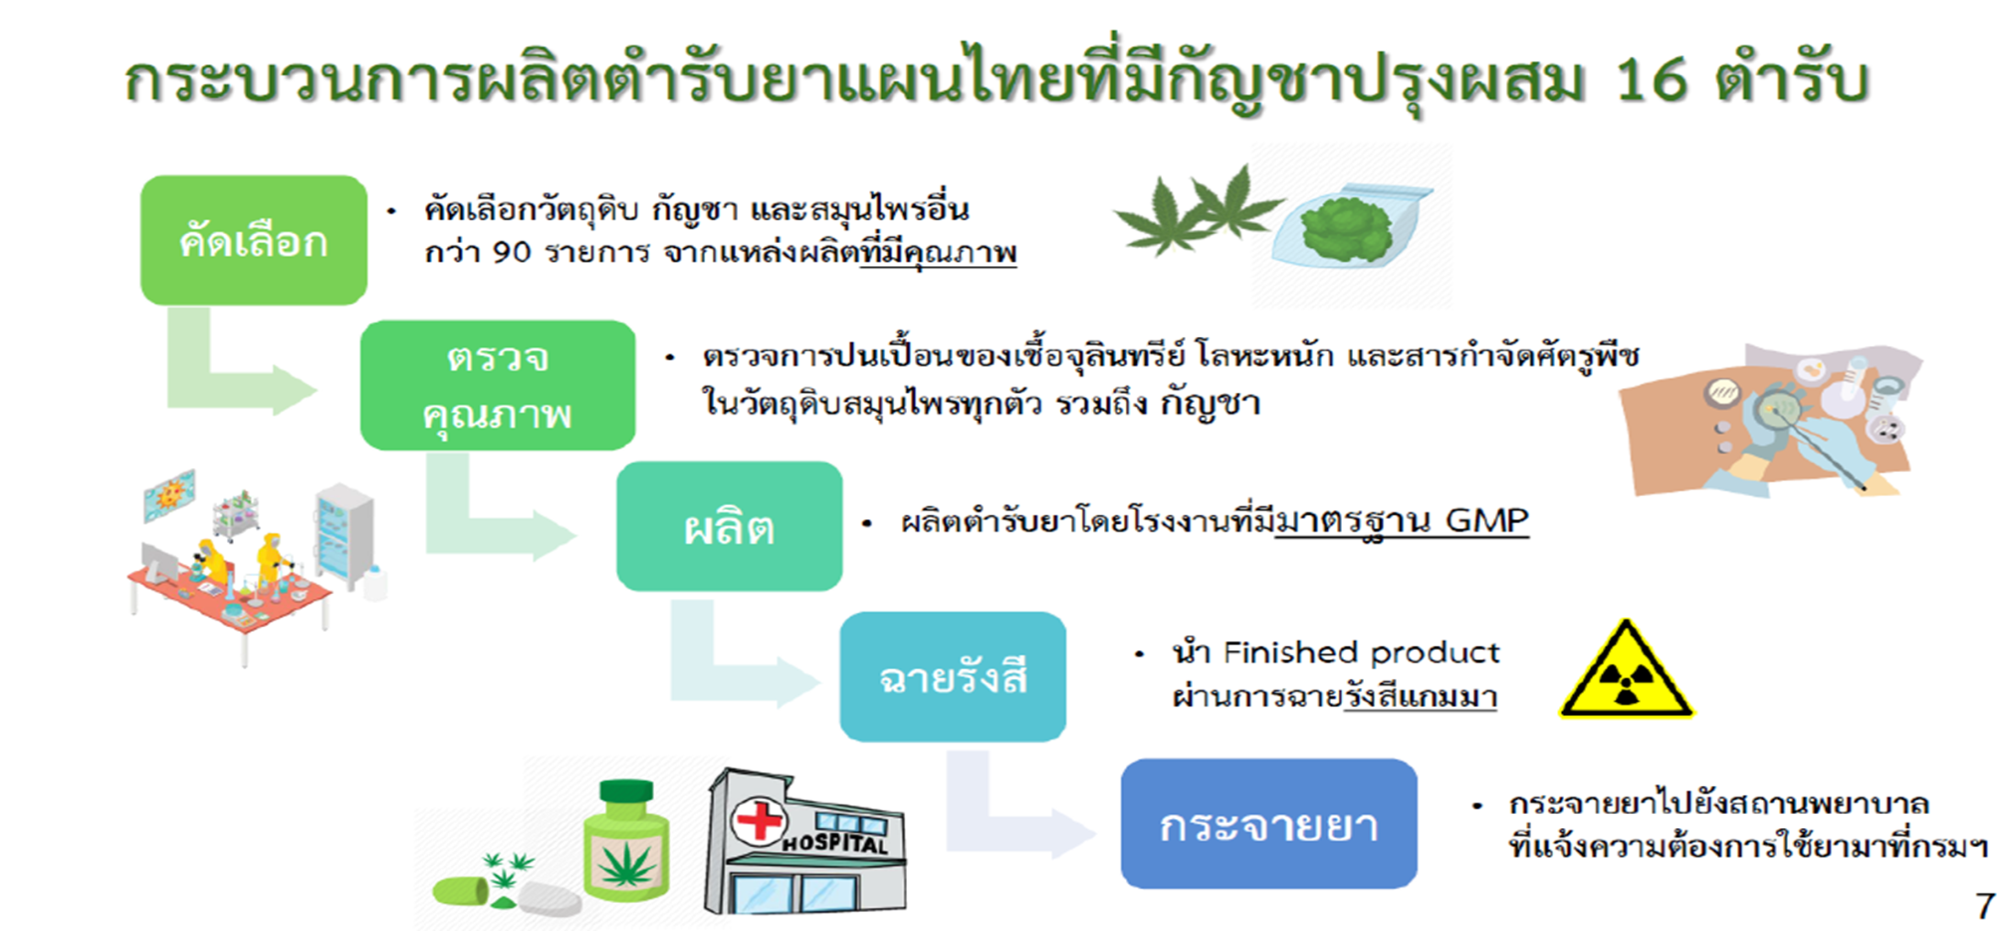 กระบวนการผลิตตำรับยาแผนไทยที่มีกัญชาปรุงผสม 16 ตำรับ
คัดเลือก
• คัดเลือกวัตถุดิบ กัญชา และสมุนไพรอื่น
กว่า 90 รายการ จากแหล่งผลิตที่มีคุณภาพ
ตรวจ
คุณภาพ
• ตรวจการปนเปื้อนของเชื้อจุลินทรีย์ โลหะหนัก และสารกำจัดศัตรูพืช
ในวัตถุดิบสมุนไพรทุกตัว รวมถึง กัญชา
ผลิต
• ผลิตตำรับยาโดยโรงงานที่มีมาตรฐาน GMP
ฉายรังสี
• นำ Finished product
ผ่านการฉายรังสีแกมมา
HOSPITAL
กระจายยา
• กระจายยาไปยังสถานพยาบาล
ที่แจ้งความต้องการใช้ยามาที่กรมฯ
7